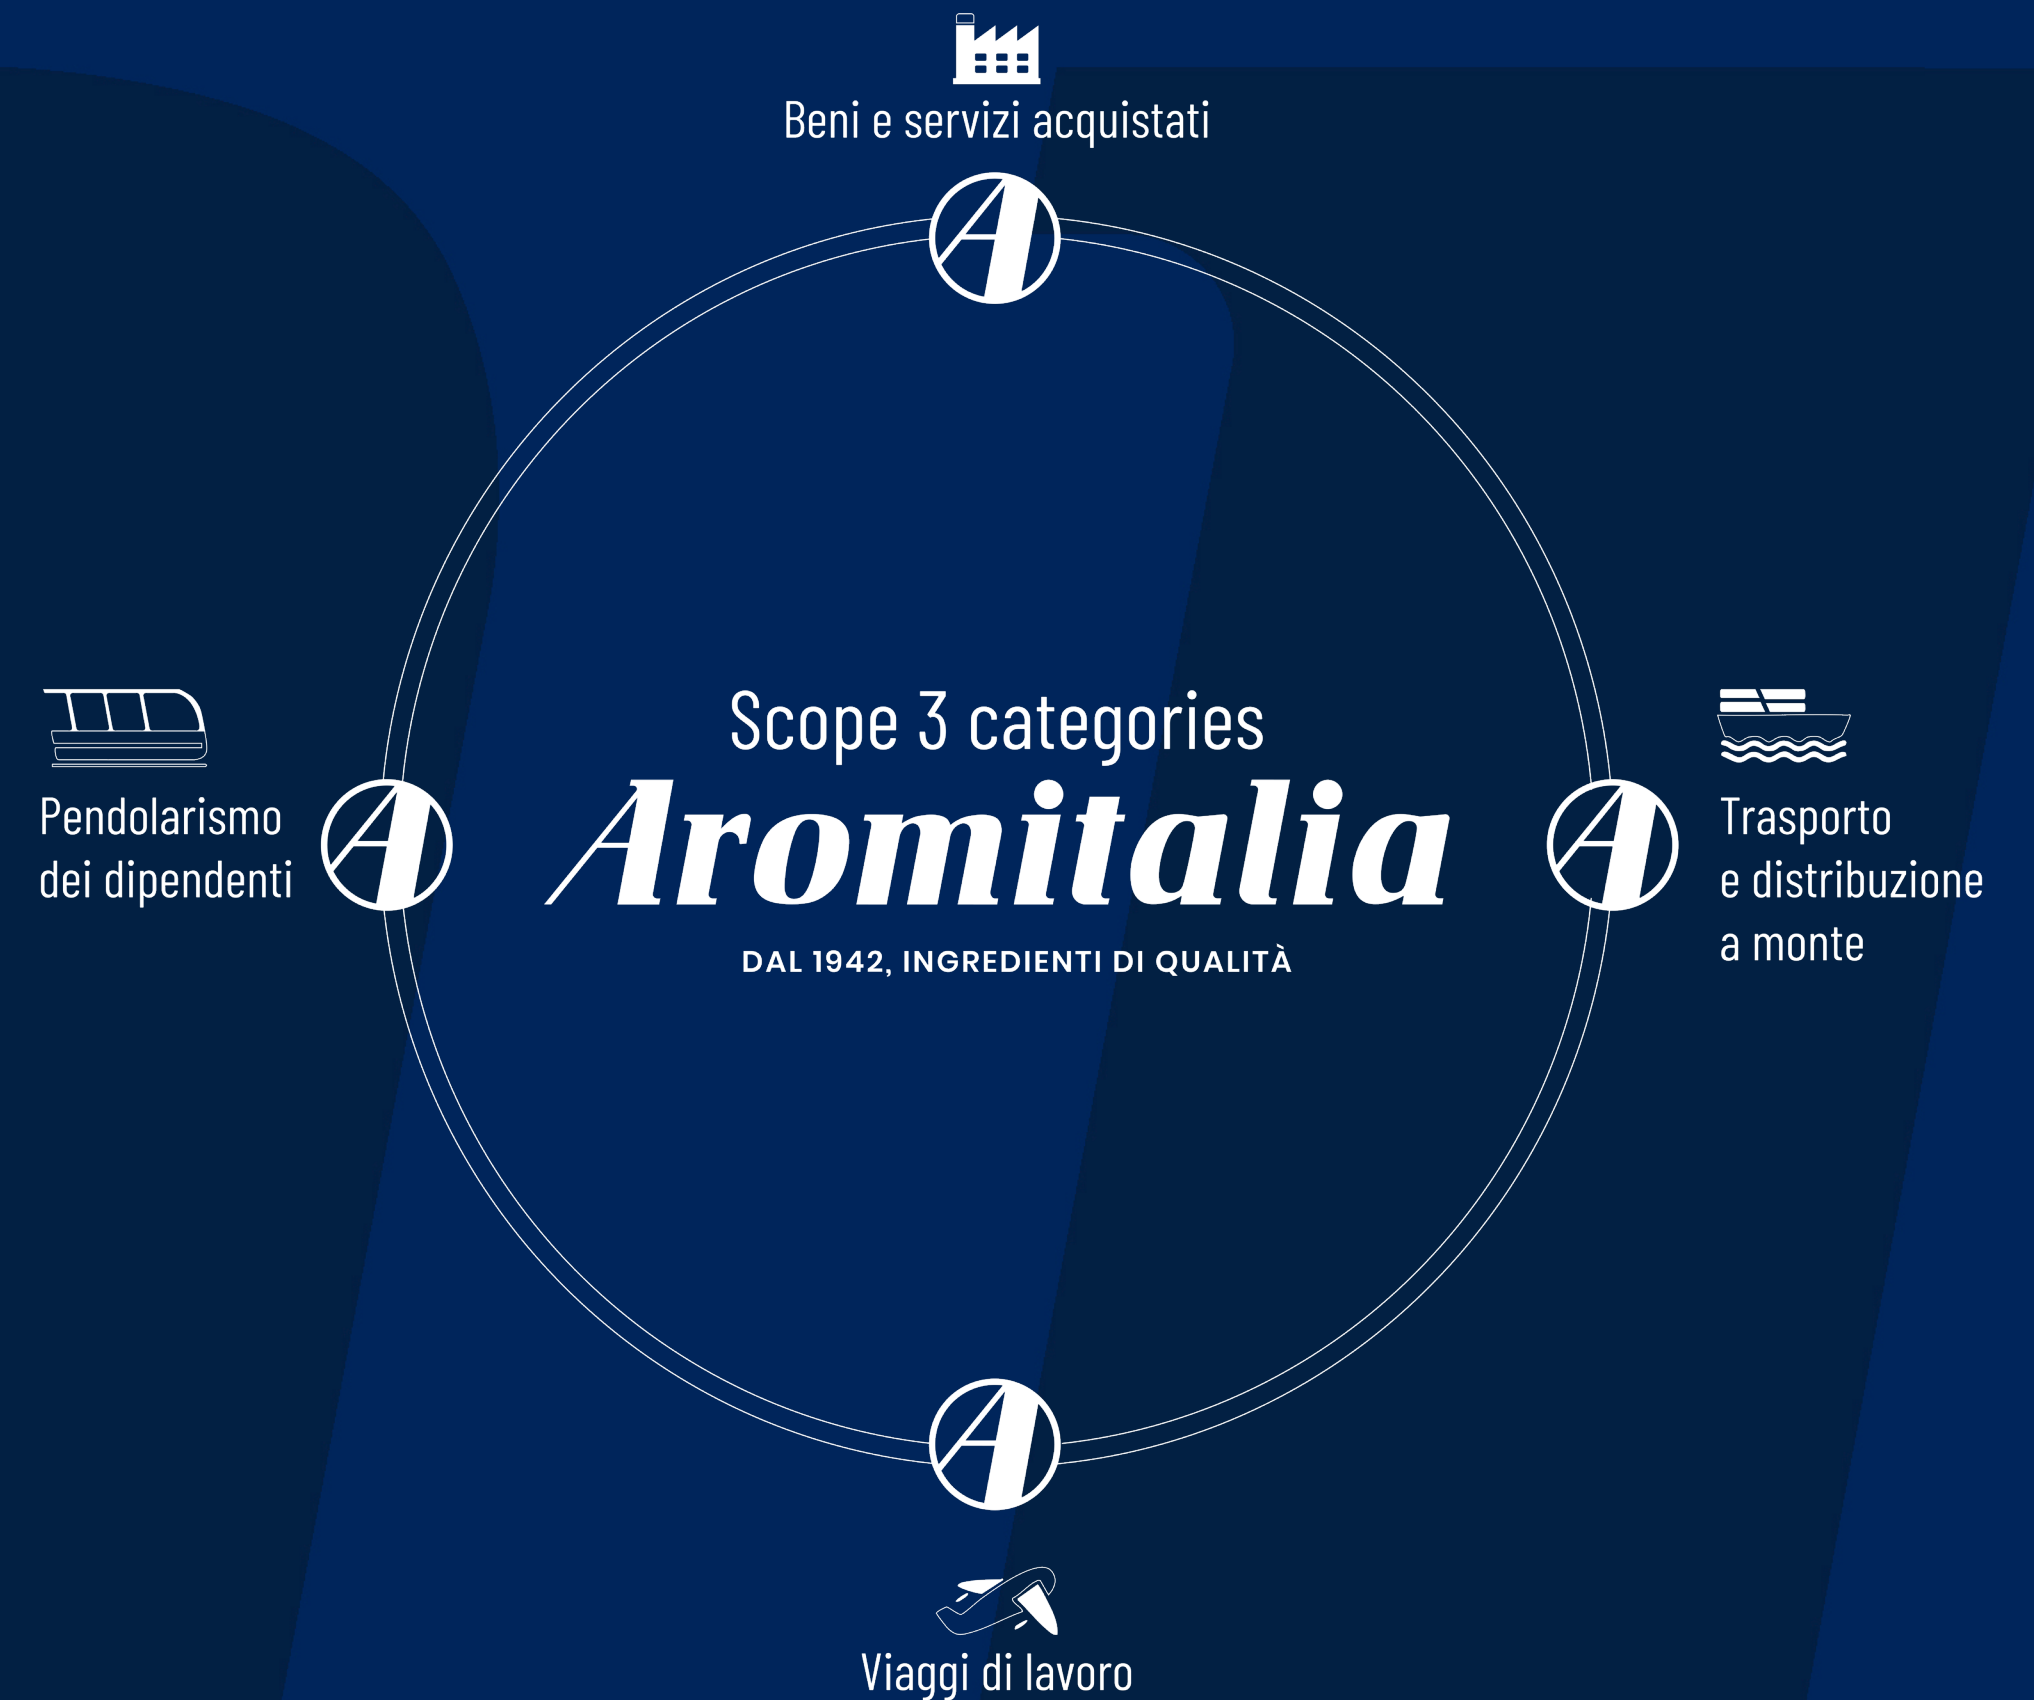 Beni e servizi acquistati
Scope 3 categories
Aromitalia
DAL 1942, INGREDIENTI DI QUALITÀ
Pendolarismo
dei dipendenti
Trasporto
e distribuzione
a monte
Viaggi di lavoro